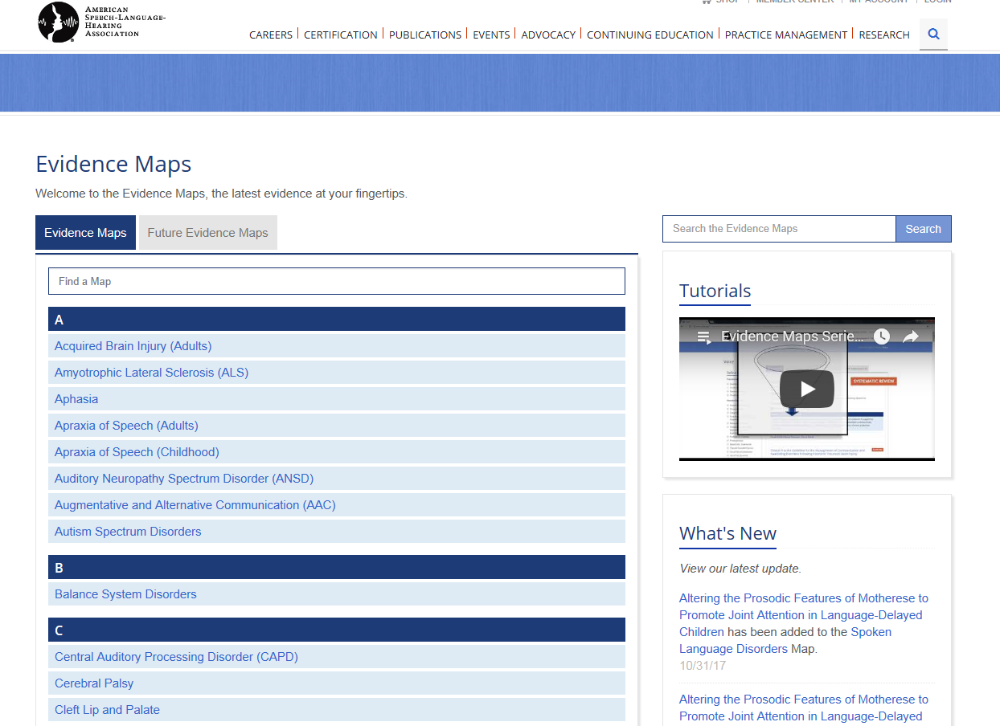 AMERICAN
SPEECH-LANGUAGE-
HEARING
ASSOCIATION
SHOP | MEMBER CENTER | MY ACCOUNT | LOGIN
CAREERS | CERTIFICATION | PUBLICATIONS | EVENTS | ADVOCACY | CONTINUING EDUCATION | PRACTICE MANAGEMENT | RESEARCH
Evidence Maps
Welcome to the Evidence Maps, the latest evidence at your fingertips.
Evidence Maps
Future Evidence Maps
Find a Map
A
Acquired Brain Injury (Adults)
Amyotrophic Lateral Sclerosis (ALS)
Aphasia
Apraxia of Speech (Adults)
Apraxia of Speech (Childhood)
Auditory Neuropathy Spectrum Disorder (ANSD)
Augmentative and Alternative Communication (AAC)
Autism Spectrum Disorders
B
Balance System Disorders
C
Central Auditory Processing Disorder (CAPD)
Cerebral Palsy
Cleft Lip and Palate
Search the Evidence Maps
Search
Tutorials
Evidence Maps Serie...
SYSTEMATIC REVIEW
What's New
View our latest update.
Altering the Prosodic Features of Motherese to
Promote Joint Attention in Language-Delayed
Children has been added to the Spoken
Language Disorders Map.
10/31/17
Altering the Prosodic Features of Motherese to
Promote Joint Attention in Language-Delayed